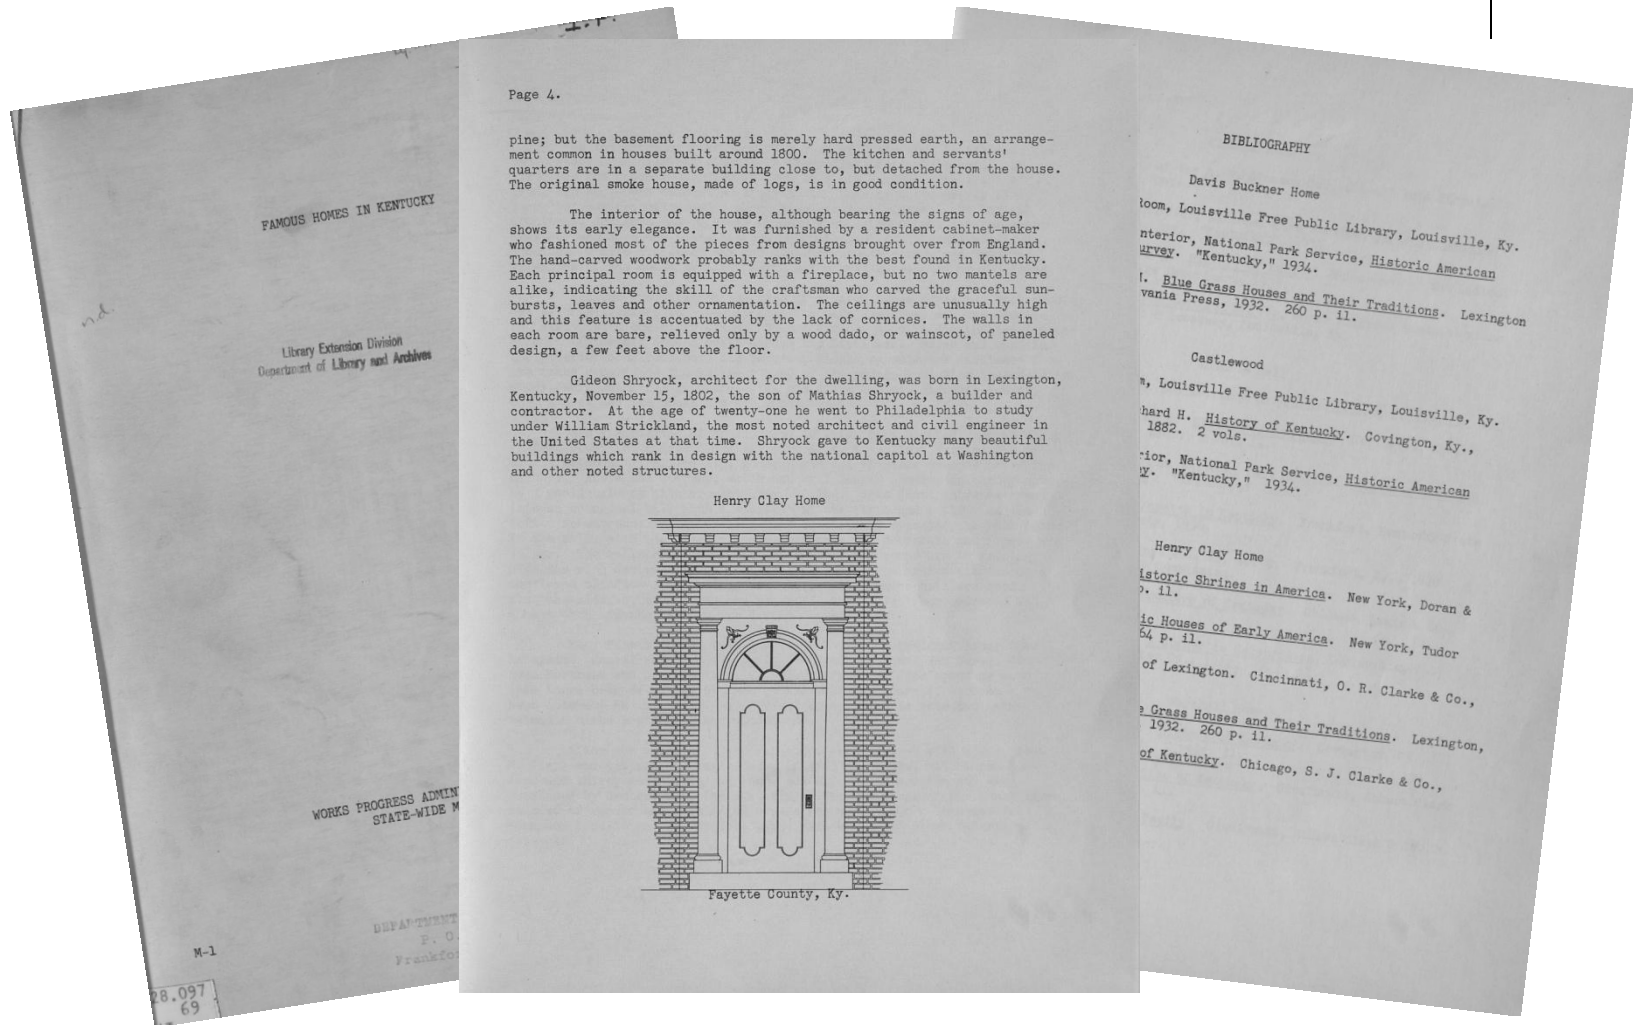 FAMOUS HOMES IN KENTUCKY
n.d.
Library Extension Division
Department of Library and Archives
WORKS PROGRESS
STATE-WIDE
DEPARTMENT
P. O.
M-1
28.097
69
Page 4.
pine; but the basement flooring is merely hard pressed earth, an arrange-
ment common in houses built around 1800. The kitchen and servants'
quarters are in a separate building close to, but detached from the house.
The original smoke house, made of logs, is in good condition.
The interior of the house, although bearing the signs of age,
shows its early elegance. It was furnished by a resident cabinet-maker
who fashioned most of the pieces from designs brought over from England.
The hand-carved woodwork probably ranks with the best found in Kentucky.
Each principal room is equipped with a fireplace, but no two mantels are
alike, indicating the skill of the craftsman who carved the graceful sun-
bursts, leaves and other ornamentation. The ceilings are unusually high
and this feature is accentuated by the lack of cornices. The walls in
each room are bare, relieved only by a wood dado, or wainscot, of paneled
design, a few feet above the floor.
Gideon Shryock, architect for the dwelling, was born in Lexington,
Kentucky, November 15, 1802, the son of Mathias Shryock, a builder and
contractor. At the age of twenty-one he went to Philadelphia to study
under William Strickland, the most noted architect and civil engineer in
the United States at that time. Shryock gave to Kentucky many beautiful
buildings which rank in design with the national capitol at Washington
and other noted structures.
Henry Clay Home
Fayette County, Ky.
BIBLIOGRAPHY
Davis Buckner Home
Room, Louisville Free Public Library, Louisville, Ky.
nterior, National Park Service, Historic American
urvey. "Kentucky," 1934.
Blue Grass Houses and Their Traditions. Lexington
vania Press, 1932. 260 p. il.
Castlewood
Louisville Free Public Library, Louisville, Ky.
hard H. History of Kentucky. Covington, Ky.,
1882. 2 vols.
rior, National Park Service, Historic American
y. "Kentucky," 1934.
Henry Clay Home
istoric Shrines in America. New York, Doran &
p. il.
ic Houses of Early America. New York, Tudor
64 p. il.
of Lexington. Cincinnati, O. R. Clarke & Co.,
e Grass Houses and Their Traditions. Lexington,
1932. 260 p. il.
of Kentucky. Chicago, S. J. Clarke & Co.,